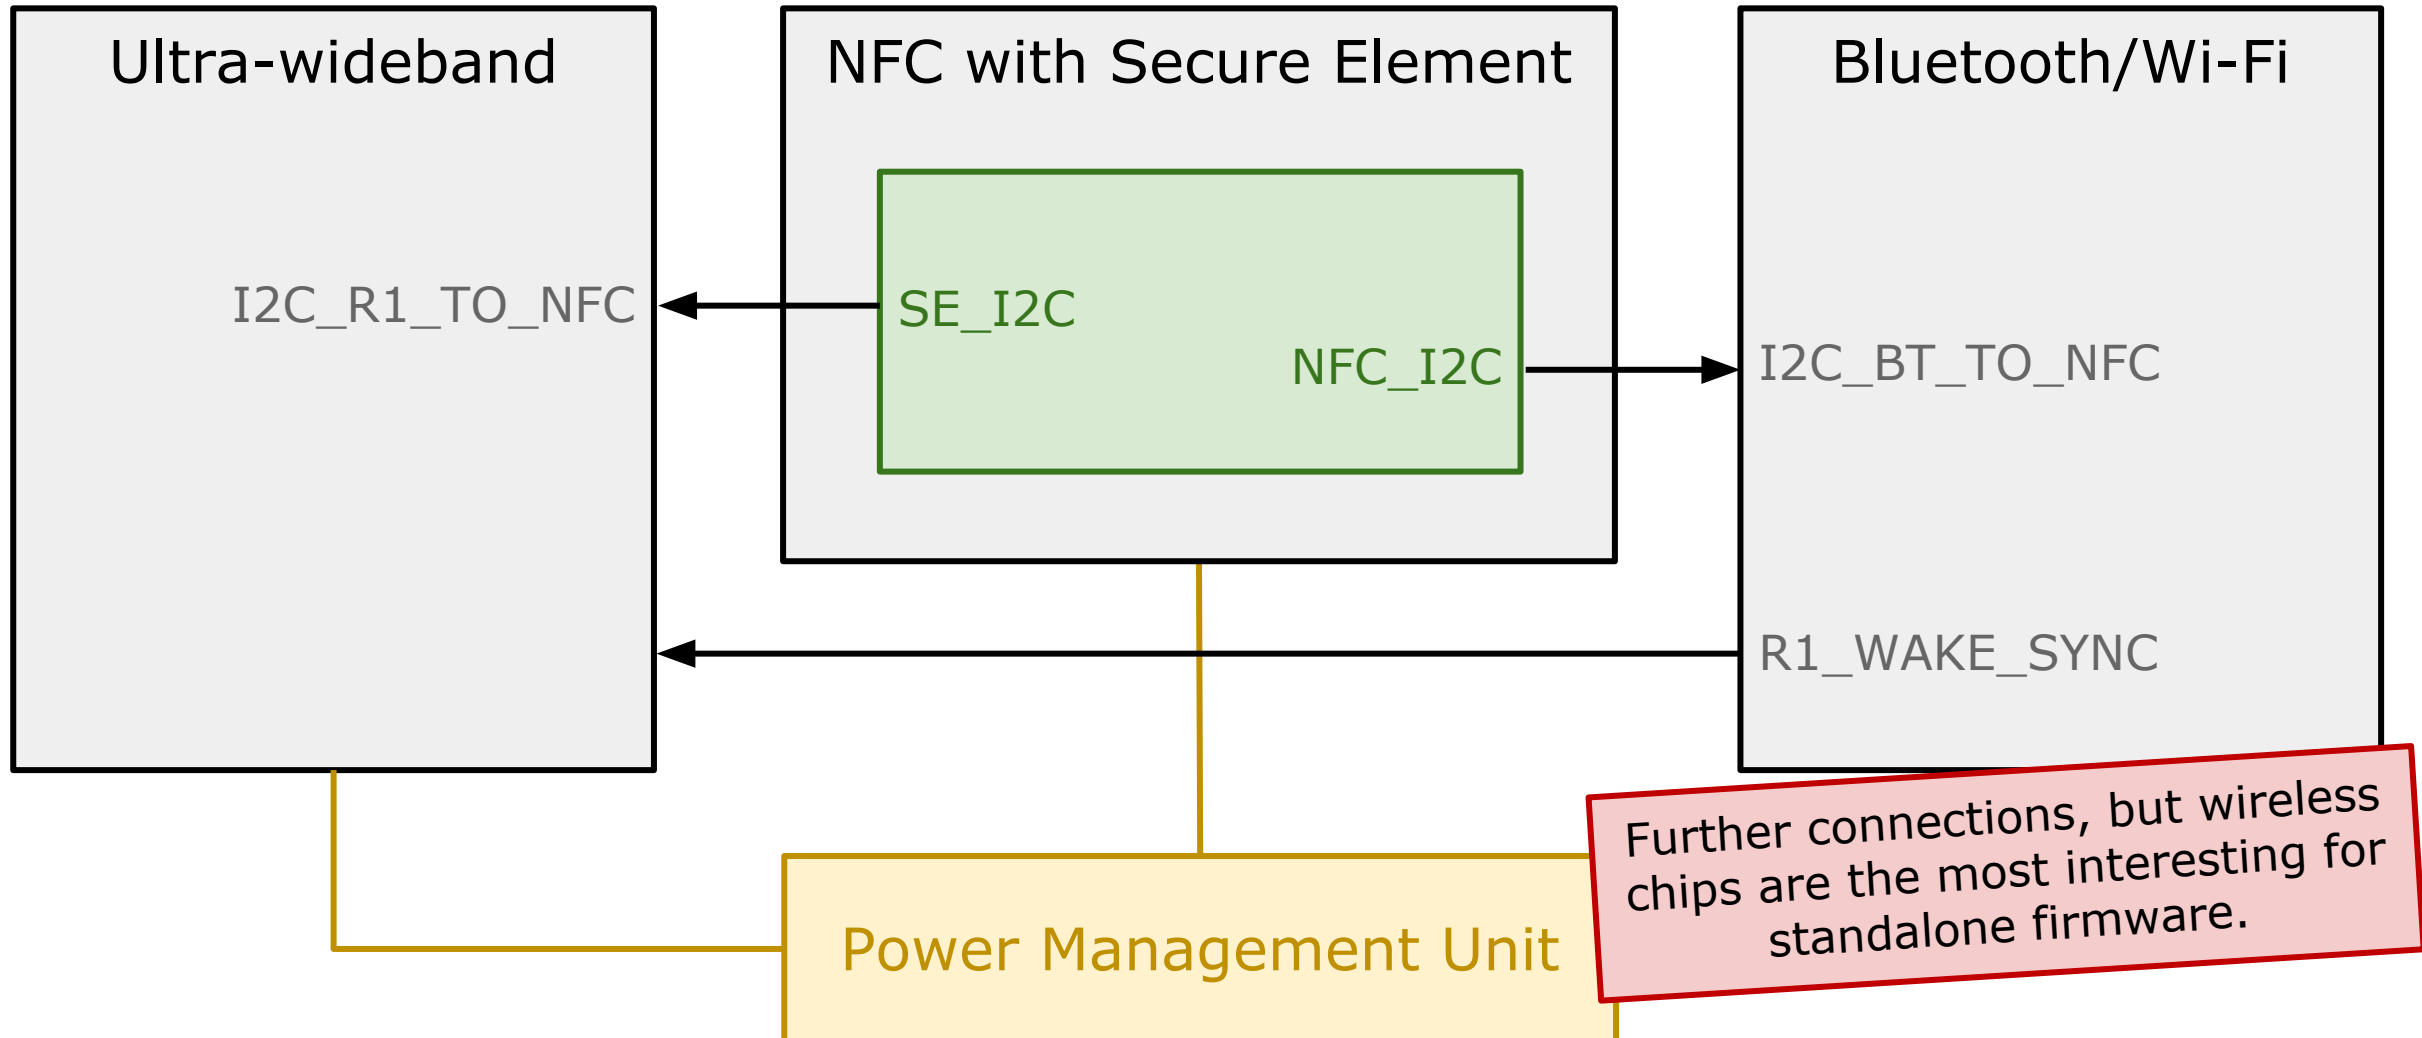 Ultra-wideband
NFC with Secure Element
Bluetooth/Wi-Fi
I2C_R1_TO_NFC
SE_I2C
NFC_I2C
I2C_BT_TO_NFC
R1_WAKE_SYNC
Power Management Unit
Further connections, but wireless
chips are the most interesting for
standalone firmware.